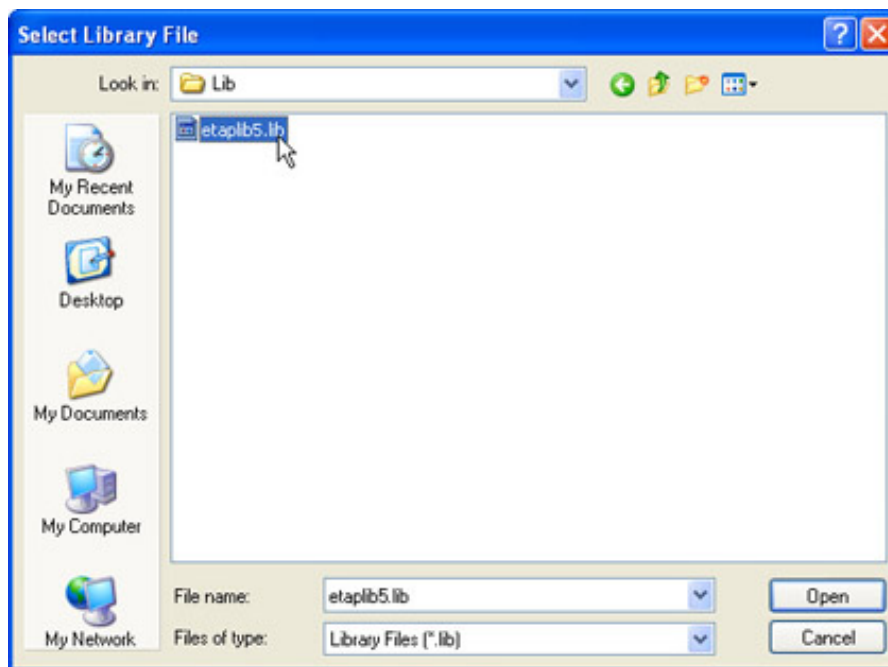 Select Library File
Look in: Lib
etaplib5.lib
My Recent
Documents
Desktop
My Documents
My Computer
My Network
File name: etaplib5.lib Open
Files of type: Library Files (*.lib) Cancel